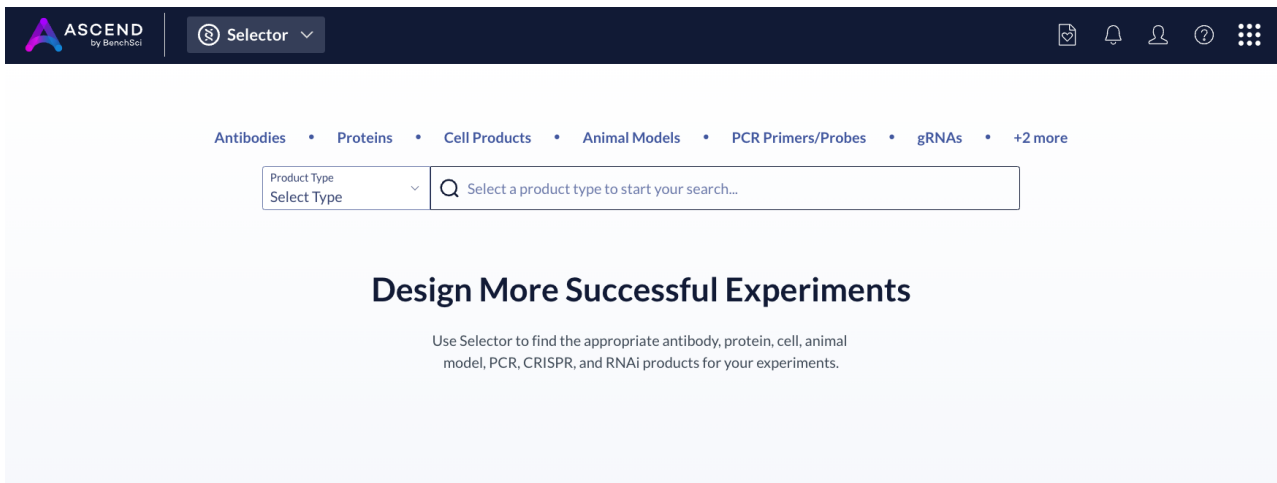 ASCEND
by BenchSci
Selector
Antibodies • Proteins • Cell Products • Animal Models • PCR Primers/Probes • gRNAs • +2 more
Product Type
Select Type
Select a product type to start your search...
Design More Successful Experiments
Use Selector to find the appropriate antibody, protein, cell, animal
model, PCR, CRISPR, and RNAi products for your experiments.